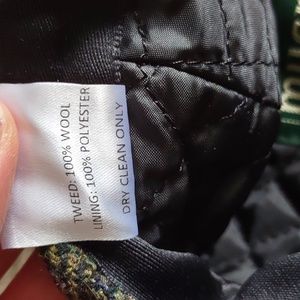 TWEED: 100% WOOL
LINING: 100% POLYESTER
DRY CLEAN ONLY